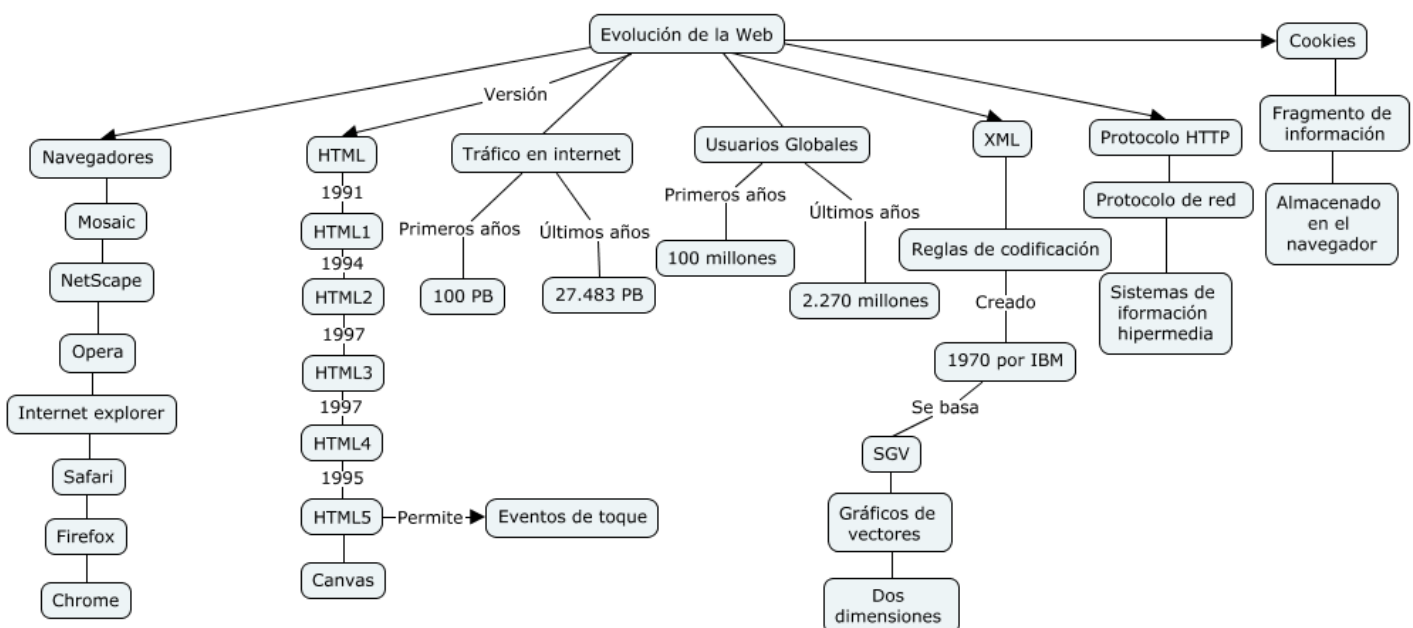 Evolución de la Web
Cookies
Fragmento de
información
Almacenado
en el
navegador
Navegadores
Mosaic
NetScape
Opera
Internet explorer
Safari
Firefox
Chrome
Versión
HTML
1991
HTML1
1994
HTML2
1997
HTML3
1997
HTML4
1995
HTML5
Permite
Eventos de toque
Canvas
Tráfico en internet
Primeros años
100 PB
Últimos años
27.483 PB
Usuarios Globales
Primeros años
100 millones
Últimos años
2.270 millones
XML
Reglas de codificación
Creado
1970 por IBM
Se basa
SGV
Gráficos de
vectores
Dos
dimensiones
Protocolo HTTP
Protocolo de red
Sistemas de
iformación
hipermedia